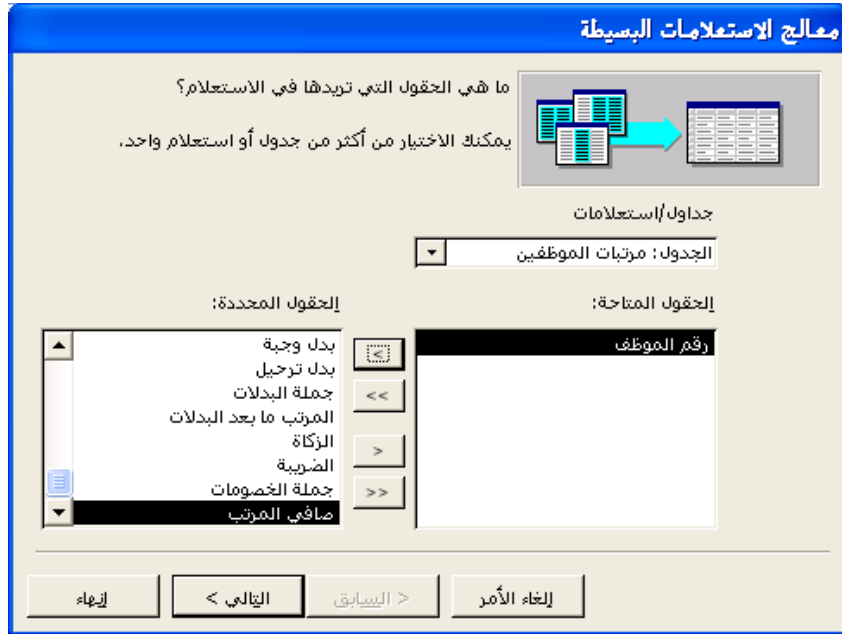 معالج الاستعلامات البسيطة
ما هي الحقول التي تريدها في الاستعلام؟
يمكنك الاختيار من أكثر من جدول أو استعلام واحد.
جداول/استعلامات
الجدول: مرتبات الموظفين
الحقول المتاحة:
رقم الموظف
>
>>
<
<<
الحقول المحددة:
بدل وجبة
بدل ترحيل
جملة البدلات
المرتب ما بعد البدلات
الزكاة
الضريبة
جملة الخصومات
صافي المرتب
إلغاء الأمر
< السابق
التالي >
إنهاء